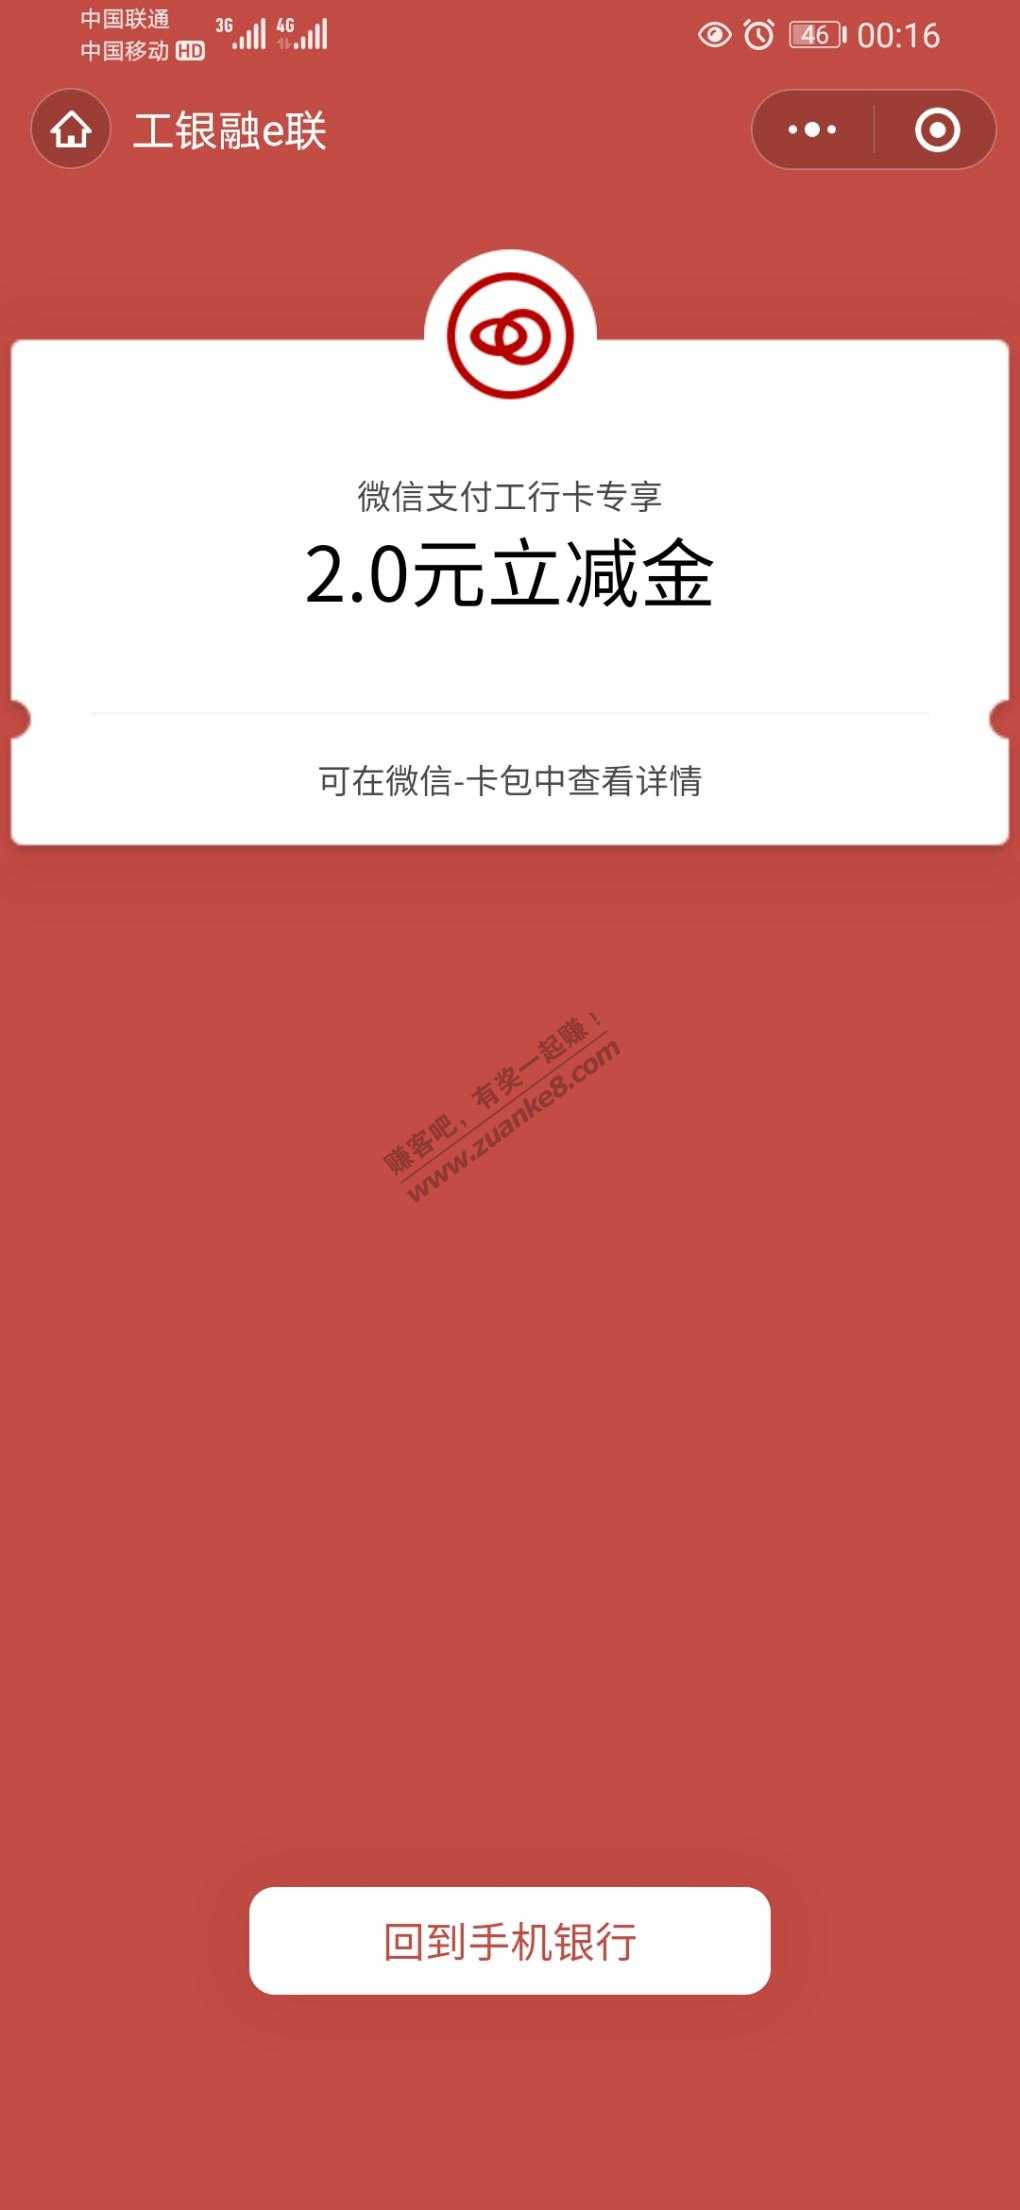 中国联通
中国移动 HD
3G 4G
46 00:16
工银融e联
微信支付工行卡专享
2.0元立减金
可在微信-卡包中查看详情
赚客吧，有奖一起赚！
www.zuanke8.com
回到手机银行